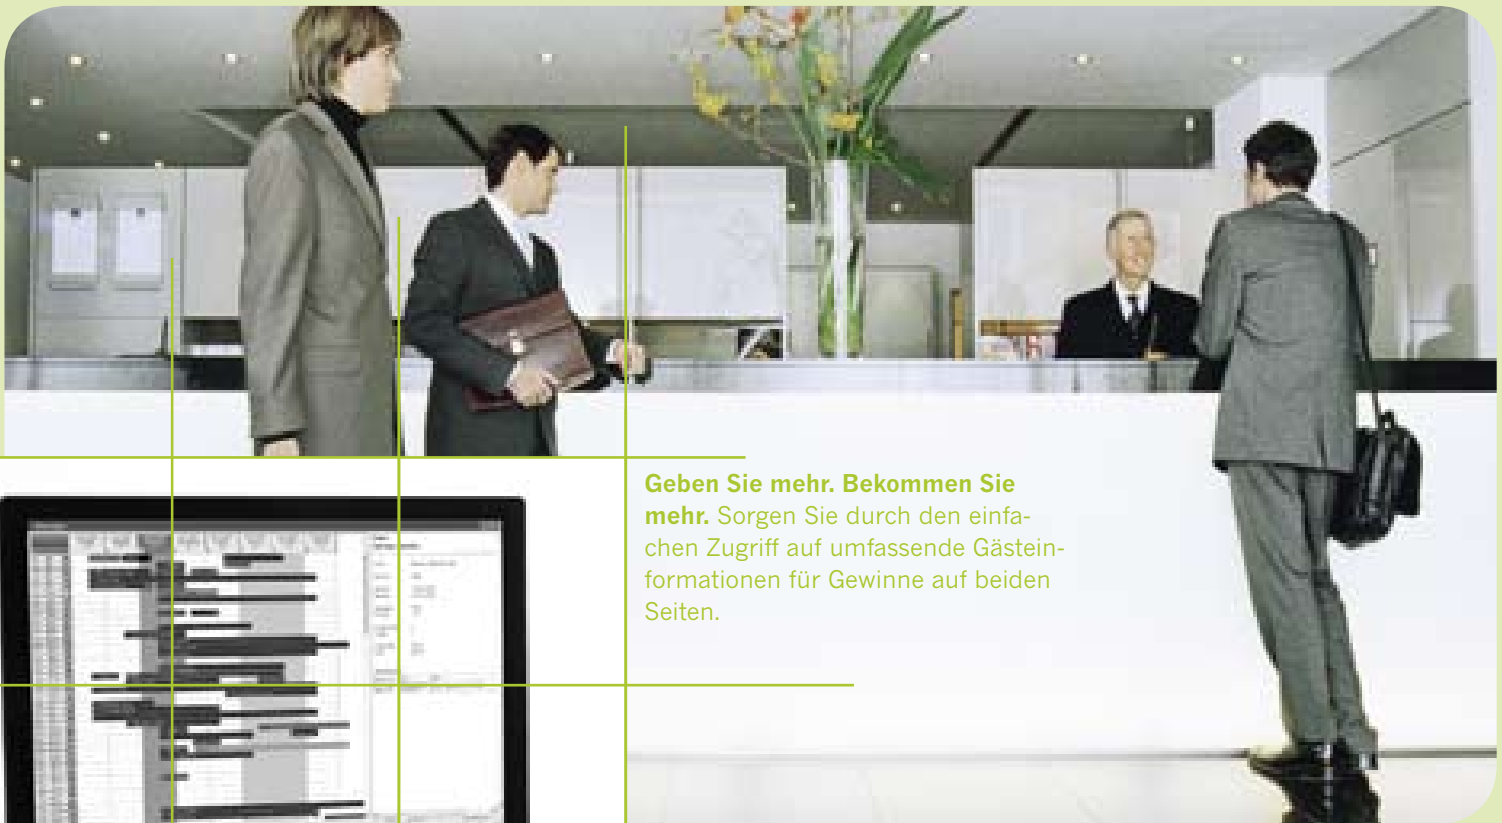 Geben Sie mehr. Bekommen Sie
mehr. Sorgen Sie durch den einfa-
chen Zugriff auf umfassende Gästein-
formationen für Gewinne auf beiden
Seiten.